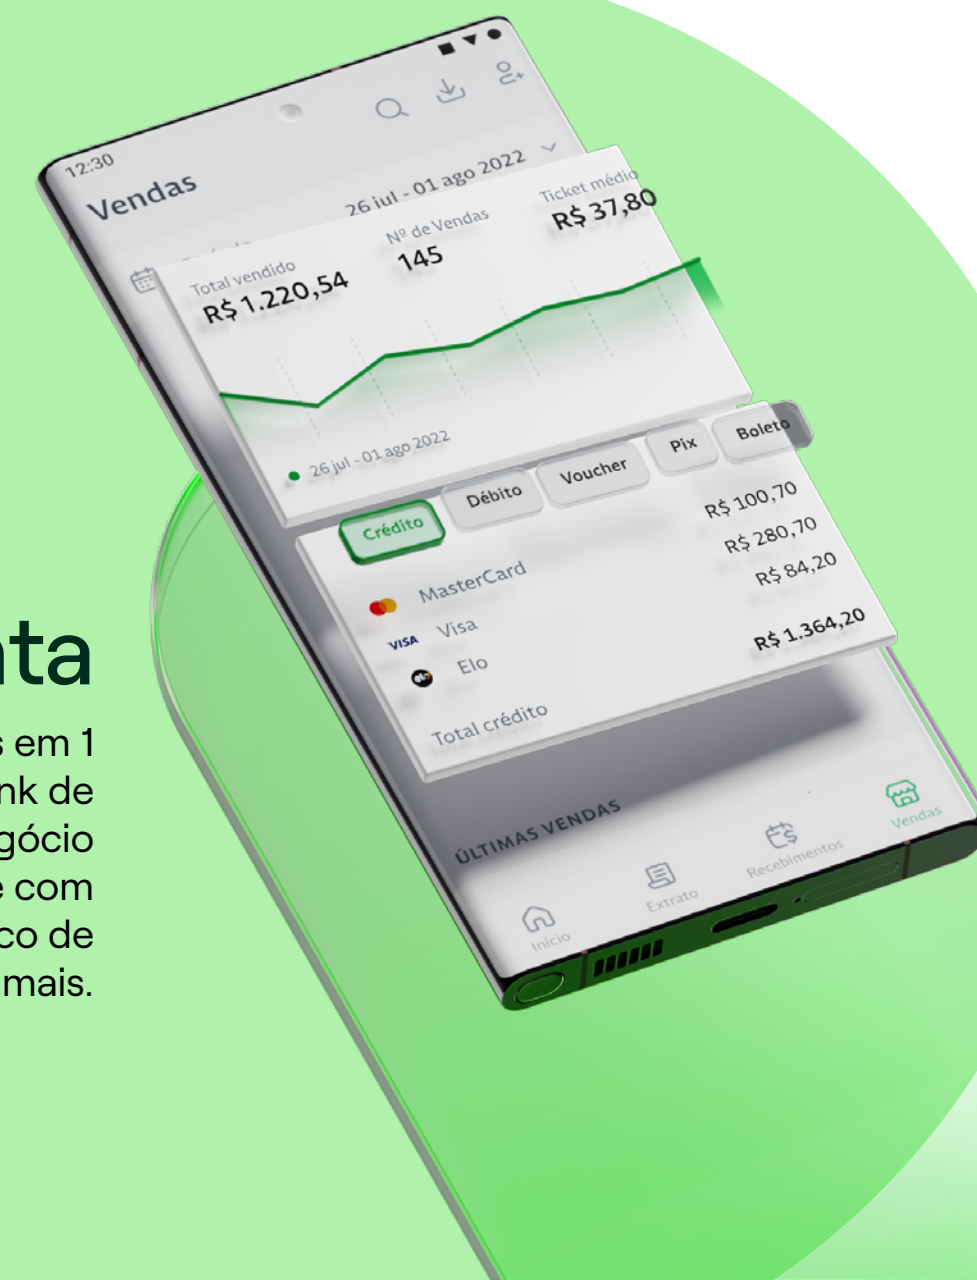 12:30
Vendas
26 jul - 01 ago 2022
Total vendido
R$ 1.220,54
Nº de Vendas
145
Ticket médio
R$ 37,80
26 jul - 01 ago 2022
Crédito
Débito
Voucher
Pix
Boleto
MasterCard
R$ 100,70
VISA
Visa
R$ 280,70
elo
Elo
R$ 84,20
Total crédito
R$ 1.364,20
ÚLTIMAS VENDAS
Início
Extrato
Recebimentos
Vendas
nta
s em 1
nk de
gócio
e com
co de
mais.